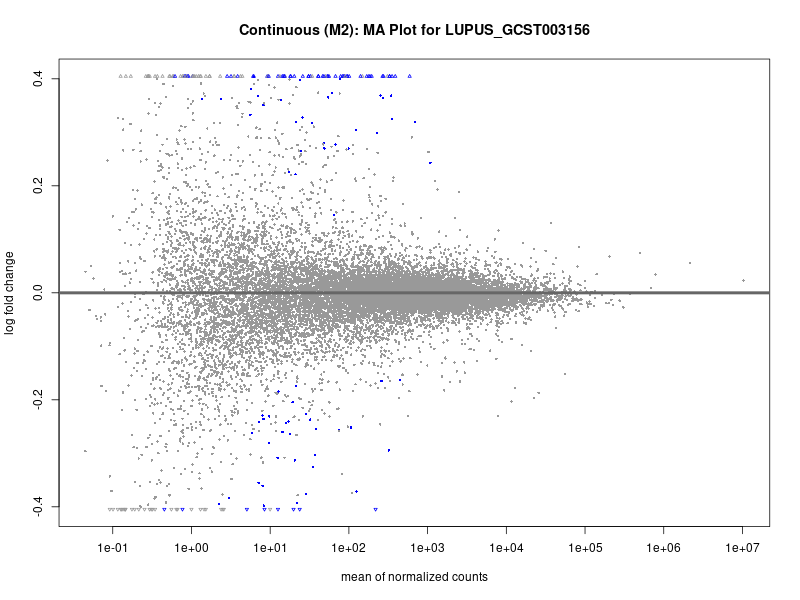 Continuous (M2): MA Plot for LUPUS_GCST003156
0.4
0.2
0.0
-0.2
-0.4
log fold change
1e-01 1e+00 1e+01 1e+02 1e+03 1e+04 1e+05 1e+06 1e+07
mean of normalized counts